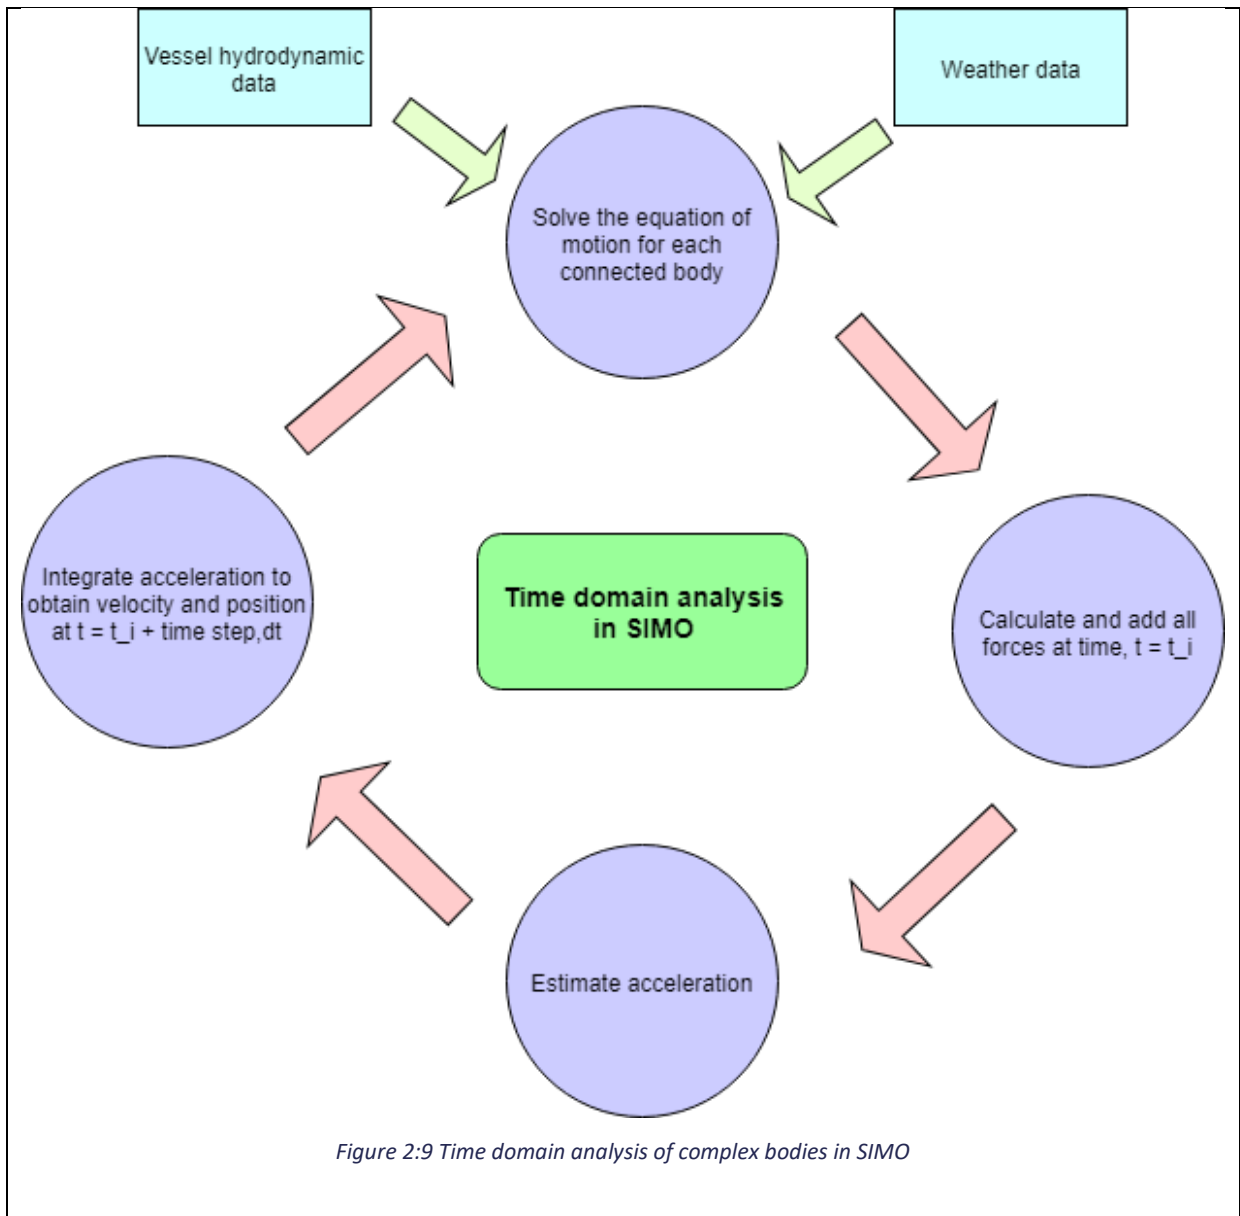 Vessel hydrodynamic
data
Weather data
Solve the equation of
motion for each
connected body
Integrate acceleration to
obtain velocity and position
at t = t_i + time step,dt
Time domain analysis
in SIMO
Calculate and add all
forces at time, t = t_i
Estimate acceleration
Figure 2:9 Time domain analysis of complex bodies in SIMO